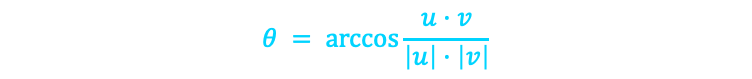 θ = arccos u · v / |u| · |v|